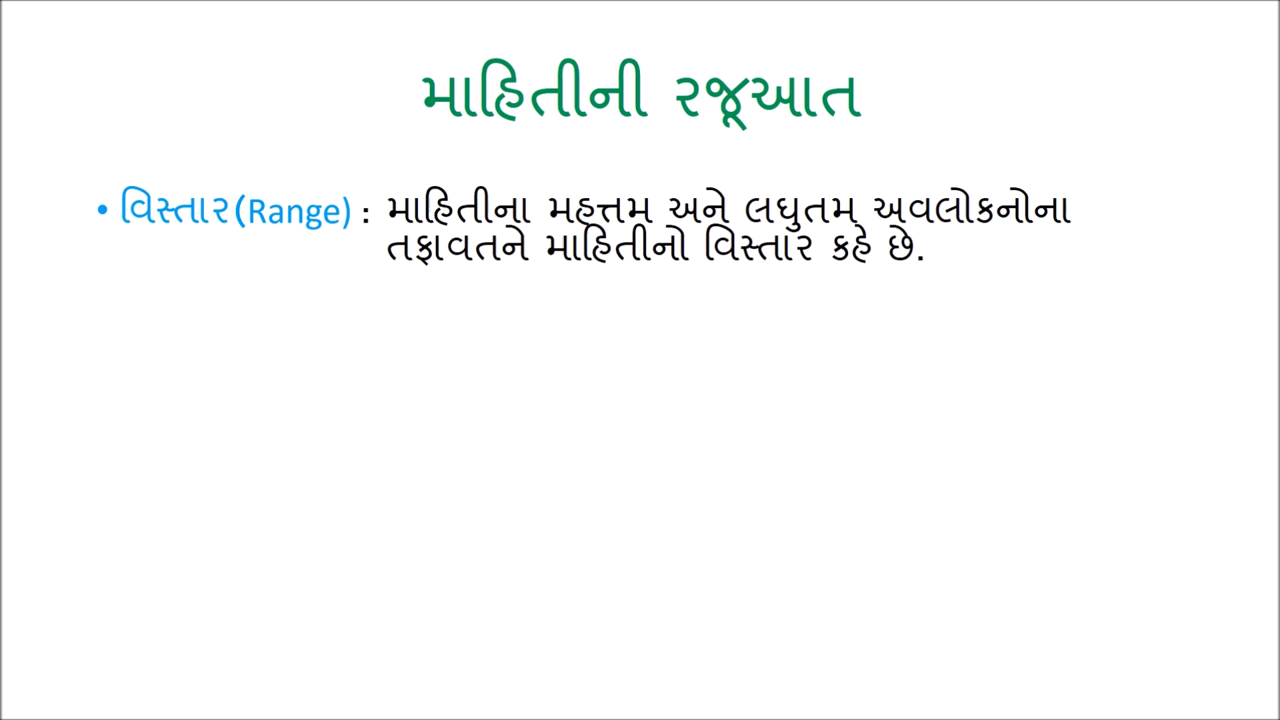 માહિતીની રજૂઆત
• વિસ્તાર(Range) : માહિતીના મહત્તમ અને લઘુતમ અવલોકનોના
તફાવતને માહિતીનો વિસ્તાર કહે છે.